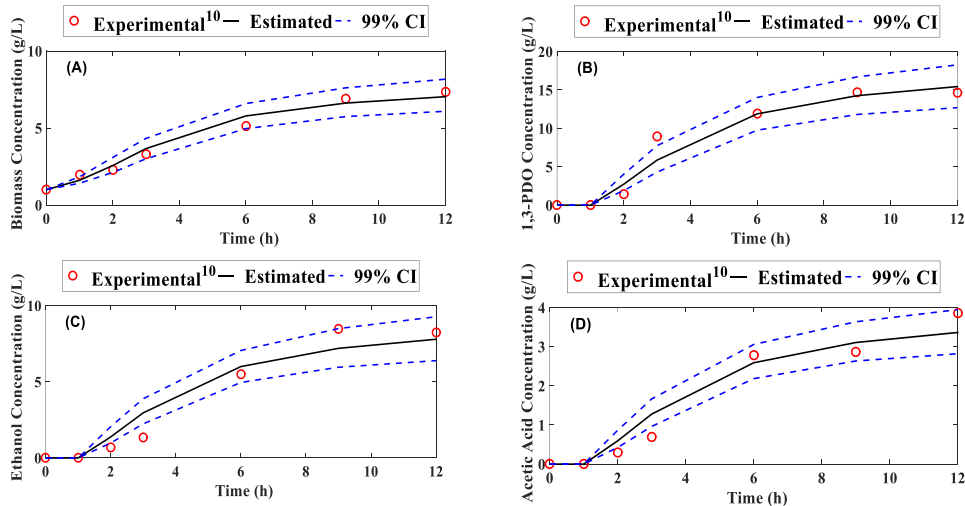 Experimental10 Estimated 99% CI
Biomass Concentration (g/L)
10
5
0
(A)
0 2 4 6 8 10 12
Time (h)
Experimental10 Estimated 99% CI
1,3-PDO Concentration (g/L)
20
15
10
5
0
(B)
0 2 4 6 8 10 12
Time (h)
Experimental10 Estimated 99% CI
Ethanol Concentration (g/L)
10
5
0
(C)
0 2 4 6 8 10 12
Time (h)
Experimental10 Estimated 99% CI
Acetic Acid Concentration (g/L)
4
3
2
1
0
(D)
0 2 4 6 8 10 12
Time (h)